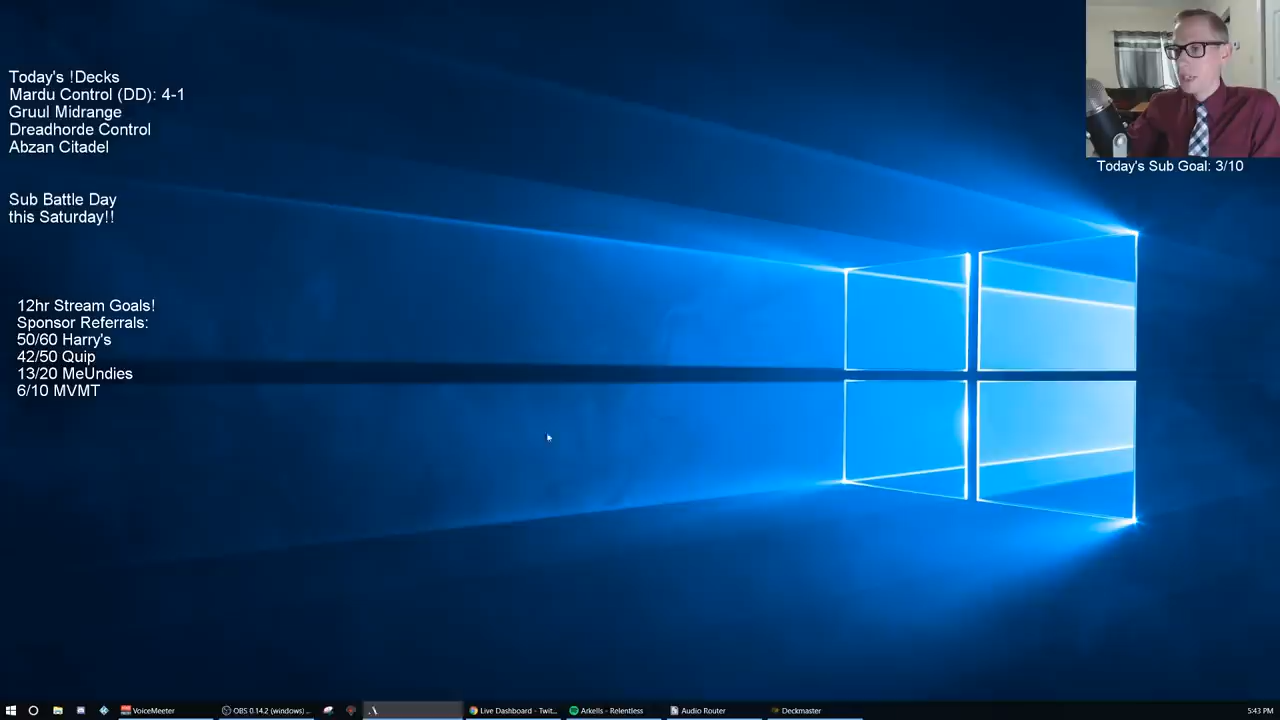 Today's !Decks
Mardu Control (DD): 4-1
Gruul Midrange
Dreadhorde Control
Abzan Citadel
Sub Battle Day
this Saturday!!
12hr Stream Goals!
Sponsor Referrals:
50/60 Harry's
42/50 Quip
13/20 MeUndies
6/10 MVMT
Today's Sub Goal: 3/10
VoiceMeeter
OBS 0.14.2 (windows)...
Live Dashboard - Twit...
Arkells - Relentless
Audio Router
Deckmaster
5:43 PM